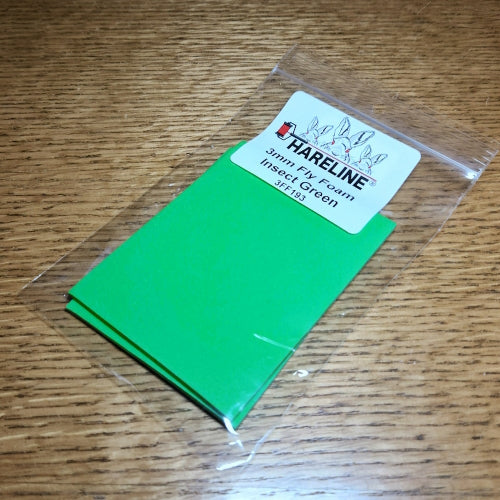 HARELINE®
3mm Fly Foam
Insect Green
3FF193